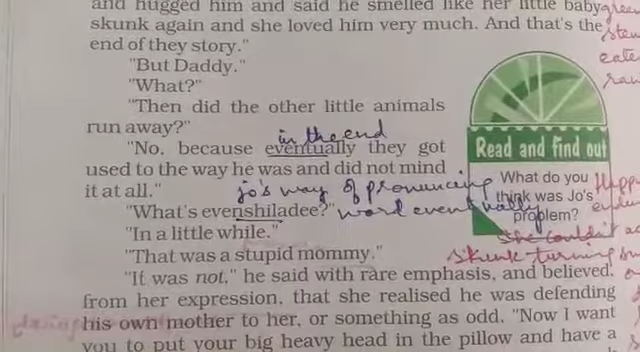 and hugged him and said he smelled like her little baby
skunk again and she loved him very much. And that's the
end of they story."
"But Daddy."
"What?"
"Then did the other little animals
run away?"
in the end
"No, because eventually they got
used to the way he was and did not mind
it at all."
jo's way of pronouncing
"What's evenshiladee?" word eventually
"In a little while."
"That was a stupid mommy."
"It was not," he said with rare emphasis, and believed,
from her expression, that she realised he was defending
his own mother to her, or something as odd. "Now I want
you to put your big heavy head in the pillow and have a
Read and find out
What do you
think was Jo's
problem?
She couldn't
skunk turning